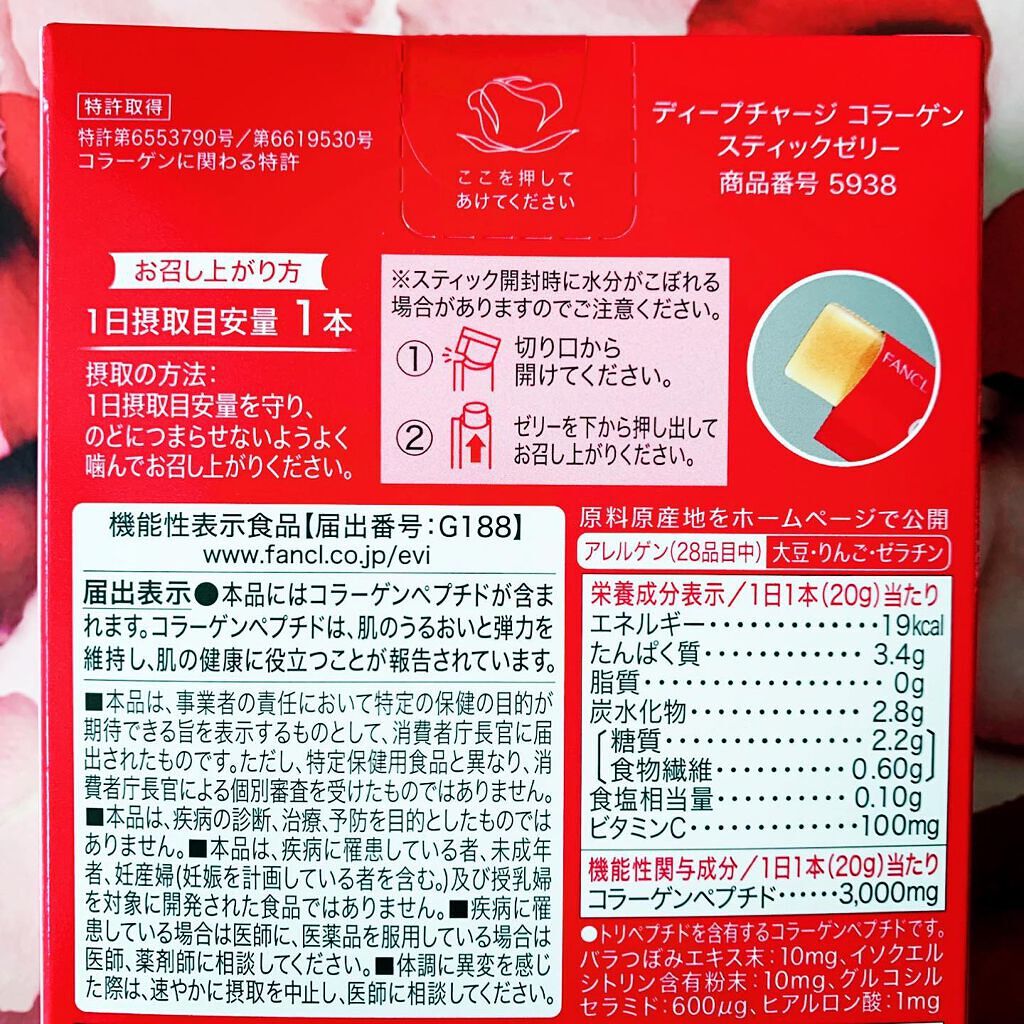 特許取得
特許第6553790号／第6619530号
コラーゲンに関わる特許
ここを押して
あけてください
ディープチャージ コラーゲン
スティックゼリー
商品番号 5938
お召し上がり方
1日摂取目安量 1本
摂取の方法：
1日摂取目安量を守り、
のどにつまらせないようよく
噛んでお召し上がりください。
※スティック開封時に水分がこぼれる
場合がありますのでご注意ください。
① 切り口から
開けてください。
② ゼリーを下から押し出して
お召し上がりください。
FANCL
機能性表示食品【届出番号：G188】
www.fancl.co.jp/evi
届出表示●本品にはコラーゲンペプチドが含ま
れます。コラーゲンペプチドは、肌のうるおいと弾力を
維持し、肌の健康に役立つことが報告されています。
■本品は、事業者の責任において特定の保健の目的が
期待できる旨を表示するものとして、消費者庁長官に届
出されたものです。ただし、特定保健用食品と異なり、消
費者庁長官による個別審査を受けたものではありません。
■本品は、疾病の診断、治療、予防を目的としたものでは
ありません。■本品は、疾病に罹患している者、未成年
者、妊産婦(妊娠を計画している者を含む。)及び授乳婦
を対象に開発された食品ではありません。■疾病に罹
患している場合は医師に、医薬品を服用している場合は
医師、薬剤師に相談してください。■体調に異変を感じ
た際は、速やかに摂取を中止し、医師に相談してください。
原料原産地をホームページで公開
アレルゲン(28品目中) 大豆・りんご・ゼラチン
栄養成分表示／1日1本(20g)当たり
エネルギー・・・・・・・・・・・・・19kcal
たんぱく質・・・・・・・・・・・・3.4g
脂質・・・・・・・・・・・・・・・・・・0g
炭水化物・・・・・・・・・・・・・2.8g
糖質・・・・・・・・・・・・・・・2.2g
食物繊維・・・・・・・・・・0.60g
食塩相当量・・・・・・・・・・0.10g
ビタミンC・・・・・・・・・・・・・100mg
機能性関与成分／1日1本(20g)当たり
コラーゲンペプチド・・・・・・3,000mg
●トリペプチドを含有するコラーゲンペプチドです。
バラつぼみエキス末：10mg、イソクエル
シトリン含有粉末：10mg、グルコシル
セラミド：600μg、ヒアルロン酸：1mg